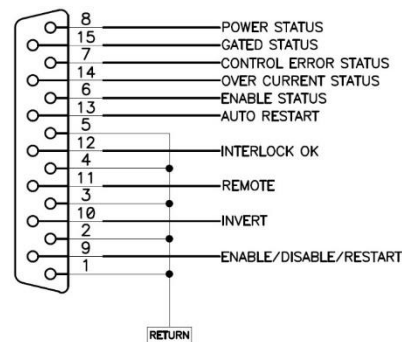 8 POWER STATUS
15 GATED STATUS
7 CONTROL ERROR STATUS
14 OVER CURRENT STATUS
6 ENABLE STATUS
13 AUTO RESTART
5
12 INTERLOCK OK
4
11 REMOTE
3
10 INVERT
2
9 ENABLE/DISABLE/RESTART
1
RETURN